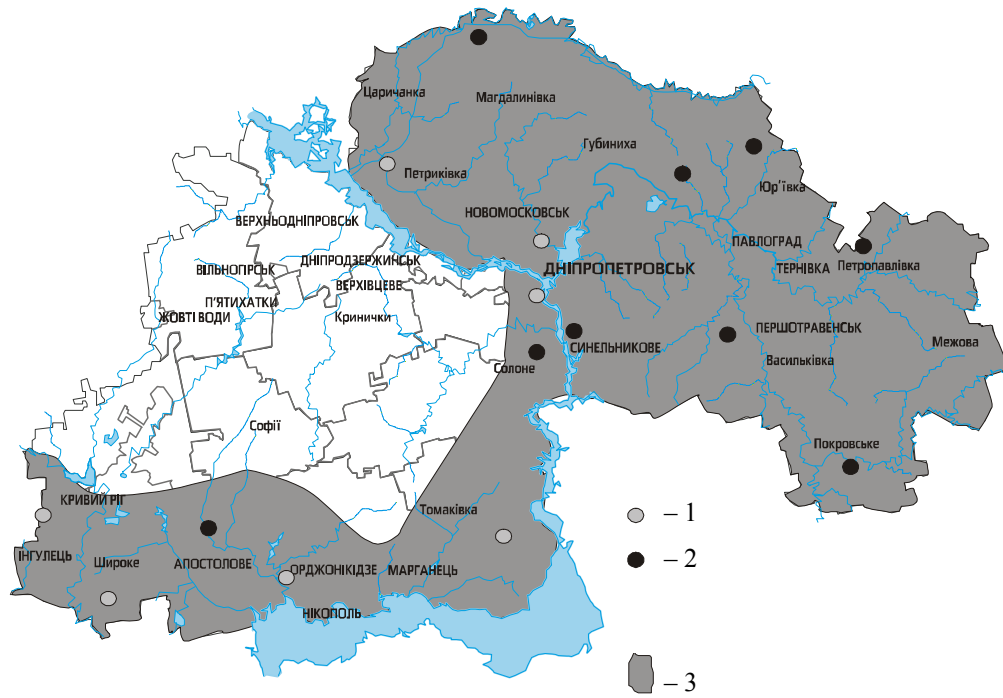 Царичанка
Магдалинівка
Губиниха
Петриківка
Юр'ївка
НОВОМОСКОВСЬК
ВЕРХНЬОДНІПРОВСЬК
ПАВЛОГРАД
ДНІПРОДЗЕРЖИНСЬК
ДНІПРОПЕТРОВСЬК
ТЕРНІВКА
Петропавлівка
ВІЛЬНОГІРСЬК
ВЕРХІВЦЕВЕ
П'ЯТИХАТКИ
ЖОВТІ ВОДИ
Кринички
ПЕРШОТРАВЕНСЬК
СИНЕЛЬНИКОВЕ
Межова
Васильківка
Солоне
Софії
Покровське
КРИВИЙ РІГ
Томаківка
– 1
ІНГУЛЕЦЬ
Широке
АПОСТОЛОВЕ
ОРДЖОНІКІДЗЕ
МАРГАНЕЦЬ
– 2
НІКОПОЛЬ
– 3